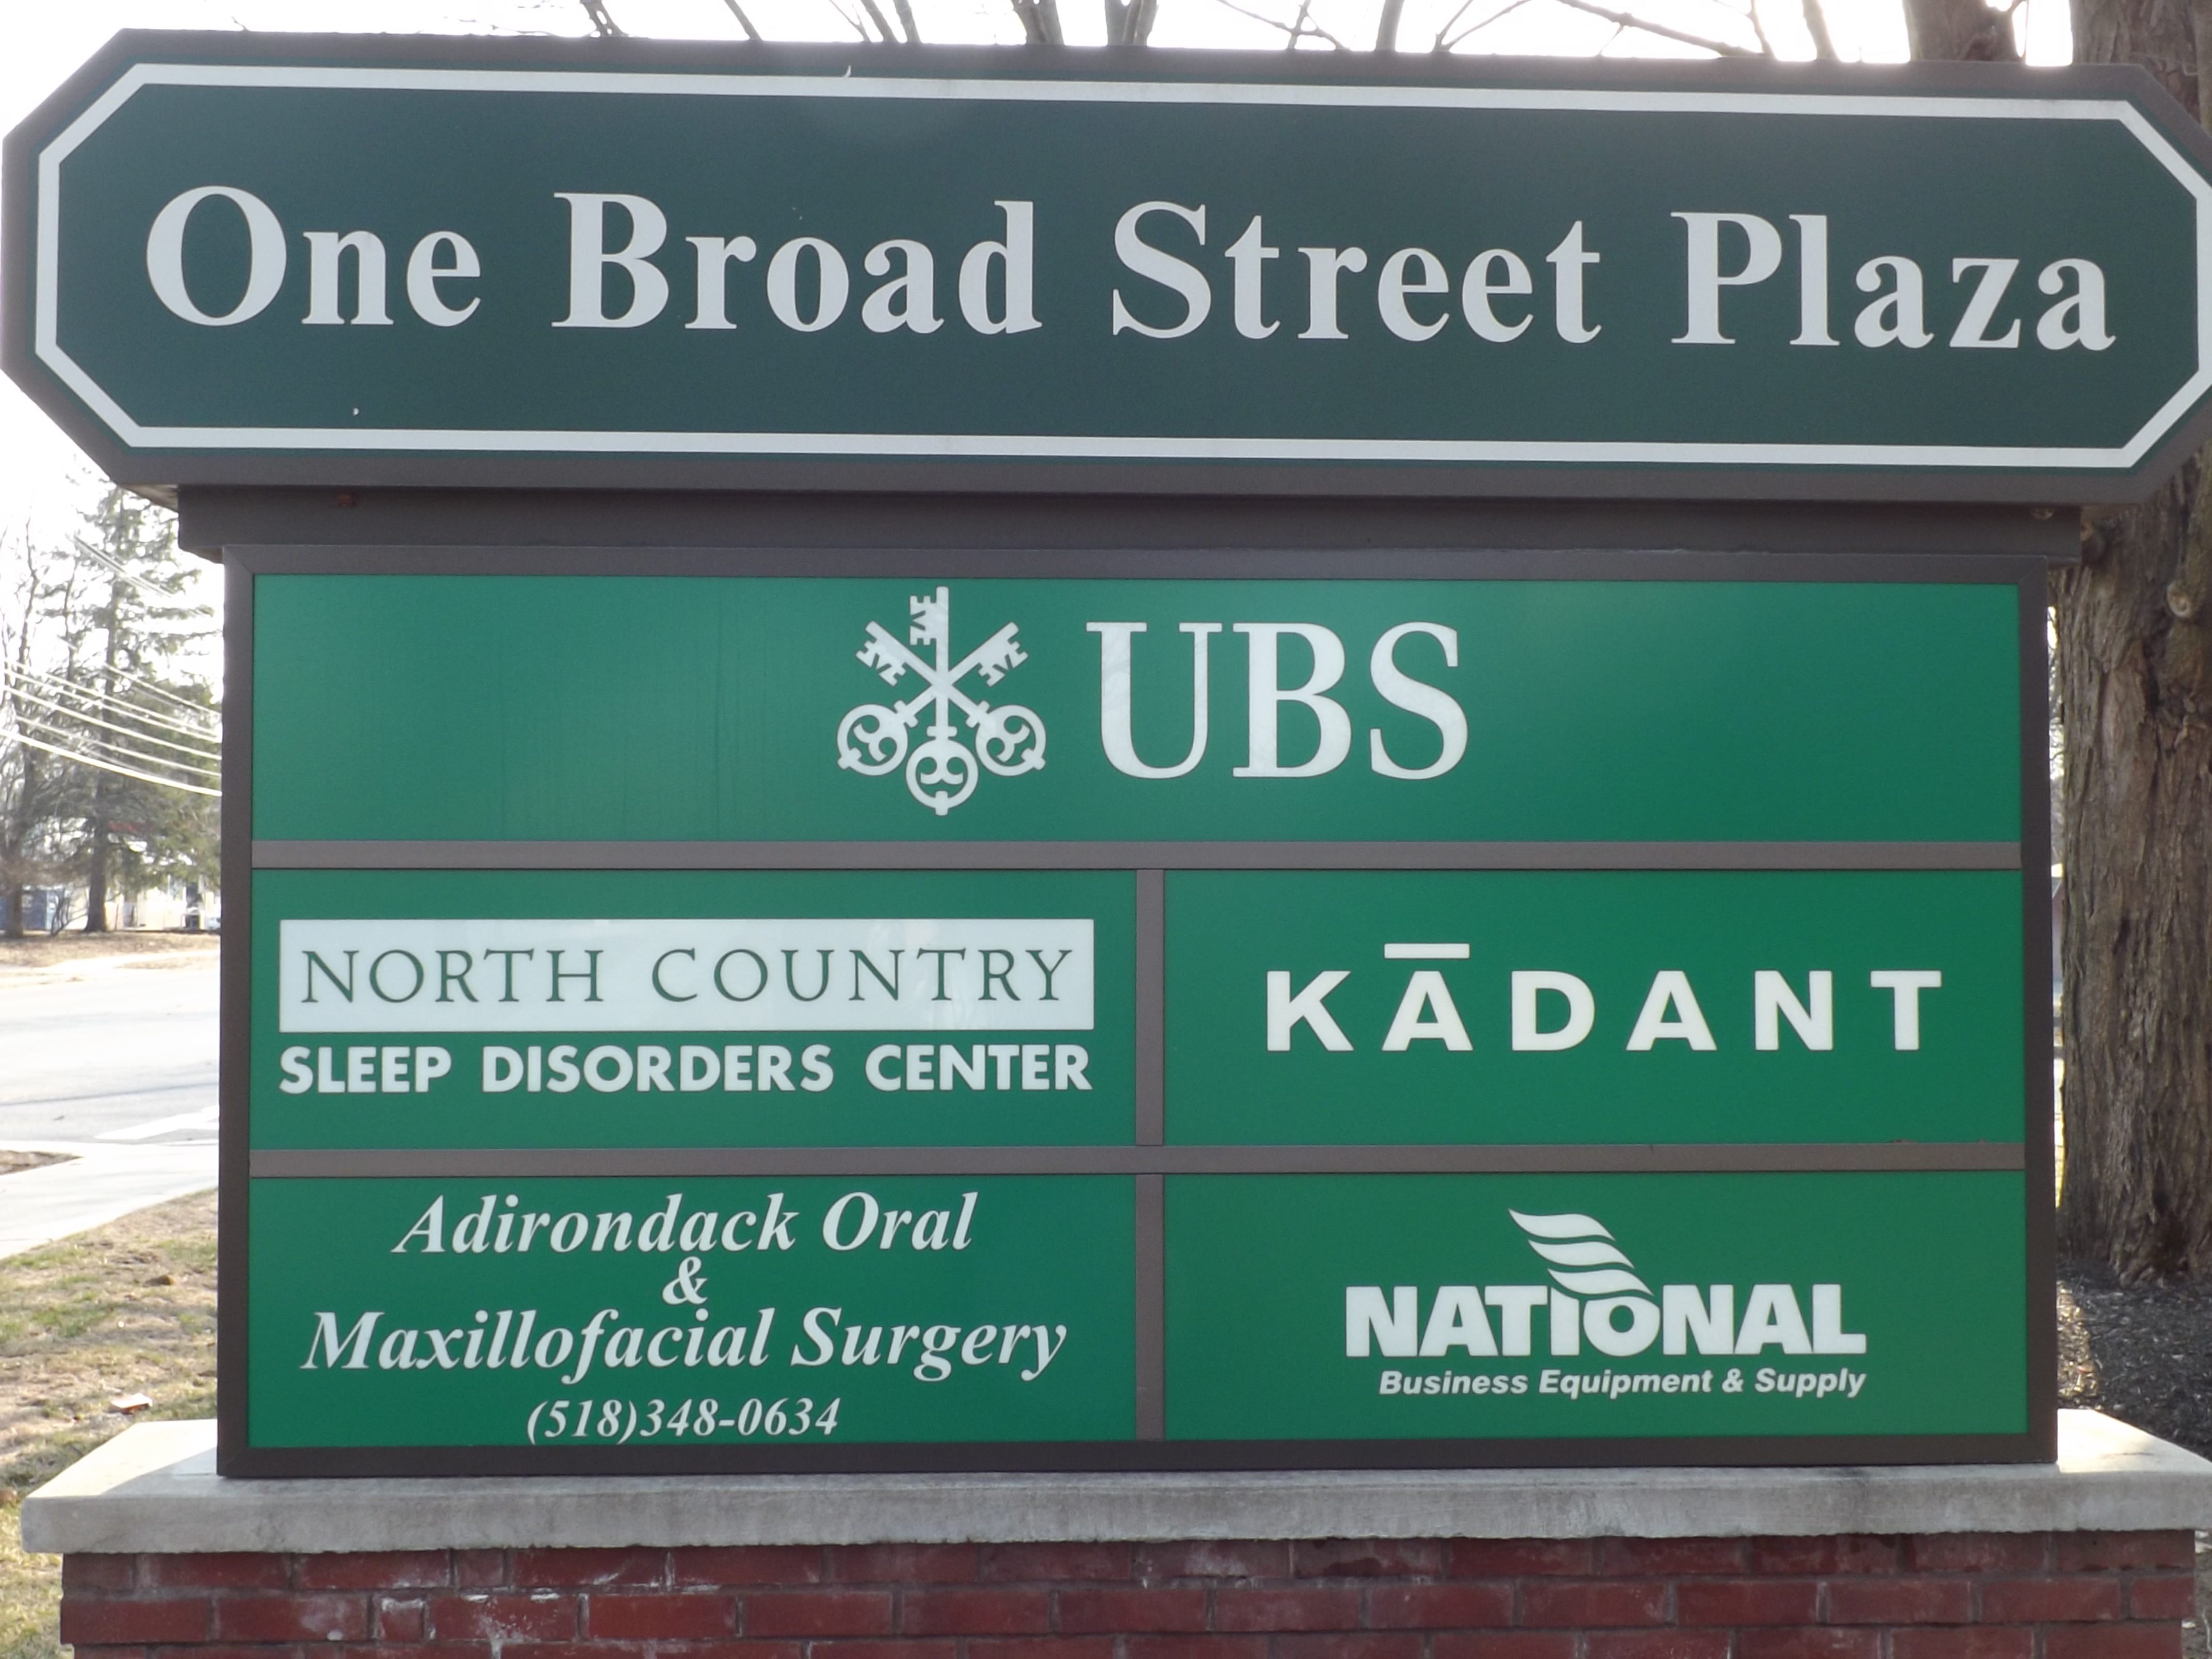 One Broad Street Plaza
UBS
NORTH COUNTRY
SLEEP DISORDERS CENTER
KĀDANT
Adirondack Oral
&
Maxillofacial Surgery
(518)348-0634
NATIONAL
Business Equipment & Supply